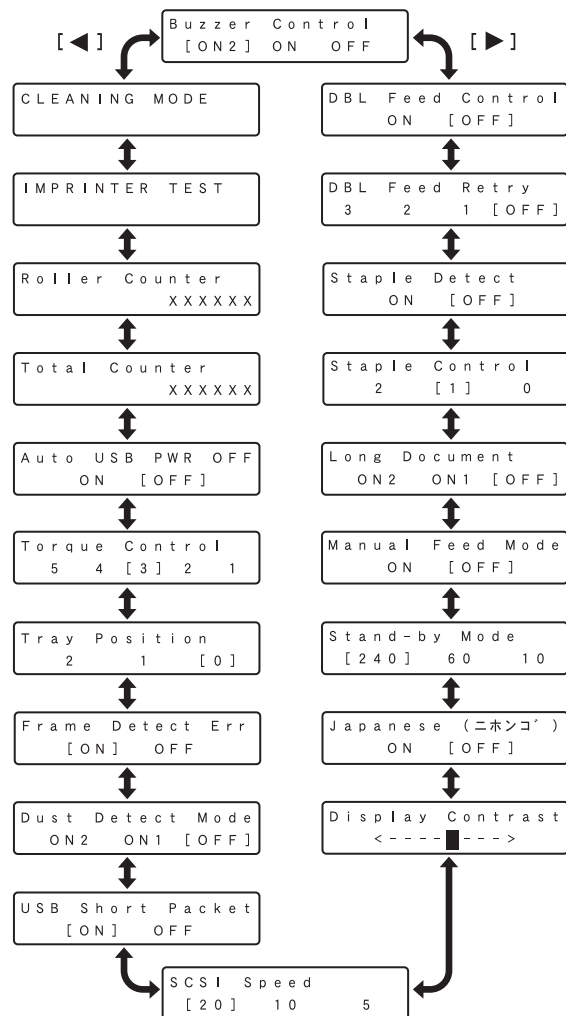 Buzzer Control
[ON2] ON OFF
[◀]
[▶]
CLEANING MODE
IMPRINTER TEST
Roller Counter
XXXXXX
Total Counter
XXXXXX
Auto USB PWR OFF
ON [OFF]
Torque Control
5 4 [3] 2 1
Tray Position
2 1 [0]
Frame Detect Err
[ON] OFF
Dust Detect Mode
ON2 ON1 [OFF]
USB Short Packet
[ON] OFF
SCSI Speed
[20] 10 5
DBL Feed Control
ON [OFF]
DBL Feed Retry
3 2 1 [OFF]
Staple Detect
ON [OFF]
Staple Control
2 [1] 0
Long Document
ON2 ON1 [OFF]
Manual Feed Mode
ON [OFF]
Stand-by Mode
[240] 60 10
Japanese (ニホンゴ)
ON [OFF]
Display Contrast
<----■--->